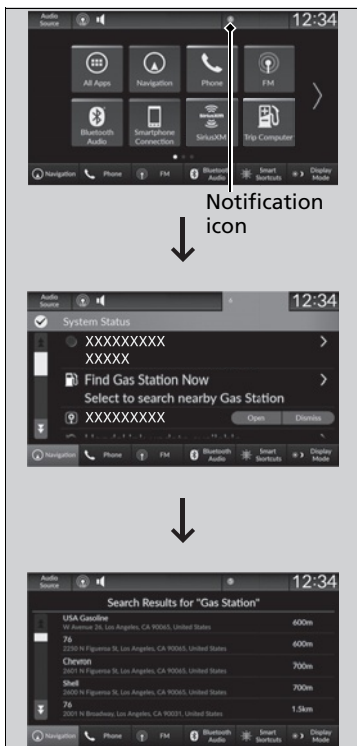 Audio Source
12:34
All Apps
Navigation
Phone
FM
Bluetooth Audio
Smartphone Connection
SiriusXM
SiriusXM
Trip Computer
Navigation
Phone
FM
Bluetooth Audio
Smart Shortcuts
Display Mode
Notification
icon
Audio Source
12:34
System Status
XXXXXXXXX
XXXXX
Find Gas Station Now
Select to search nearby Gas Station
XXXXXXXXX
Open
Dismiss
Navigation
Phone
FM
Bluetooth Audio
Smart Shortcuts
Display Mode
Audio Source
12:34
Search Results for "Gas Station"
USA Gasoline
W Avenue 26, Los Angeles, CA 90065, United States
600m
76
2250 N Figueroa St, Los Angeles, CA 90065, United States
600m
Chevron
2601 N Figueroa St, Los Angeles, CA 90065, United States
700m
Shell
2600 N Figueroa St, Los Angeles, CA 90065, United States
700m
76
2001 N Broadway, Los Angeles, CA 90031, United States
1.5km
Navigation
Phone
FM
Bluetooth Audio
Smart Shortcuts
Display Mode